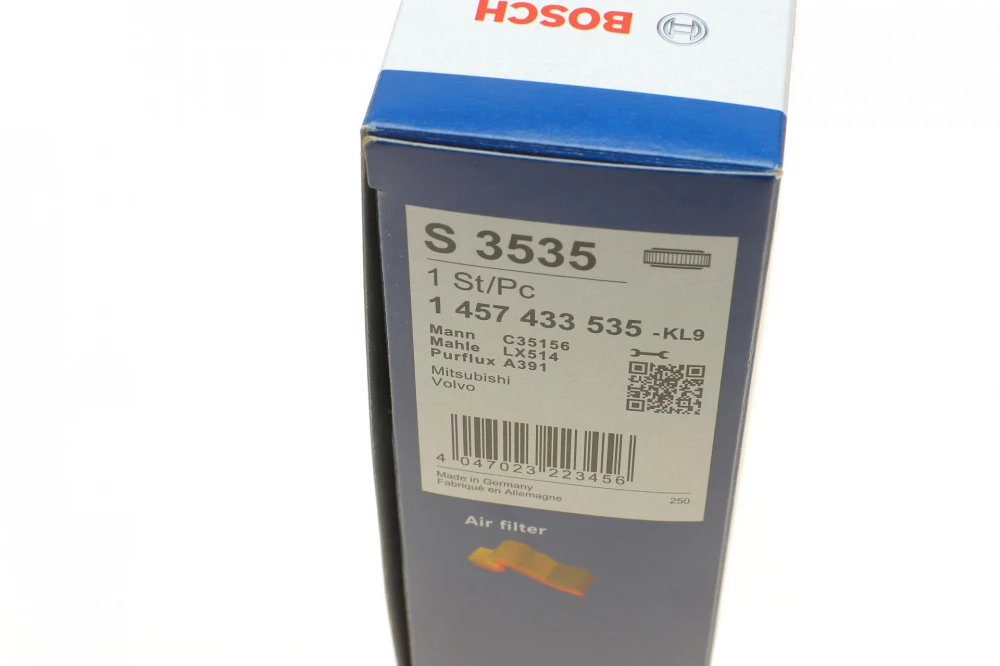 BOSCH
S 3535
1 St/Pc
1 457 433 535 -KL9
Mann C35156
Mahle LX514
Purflux A391
Mitsubishi
Volvo
4 047023 223456
Made in Germany
Fabriqué en Allemagne
250
Air filter